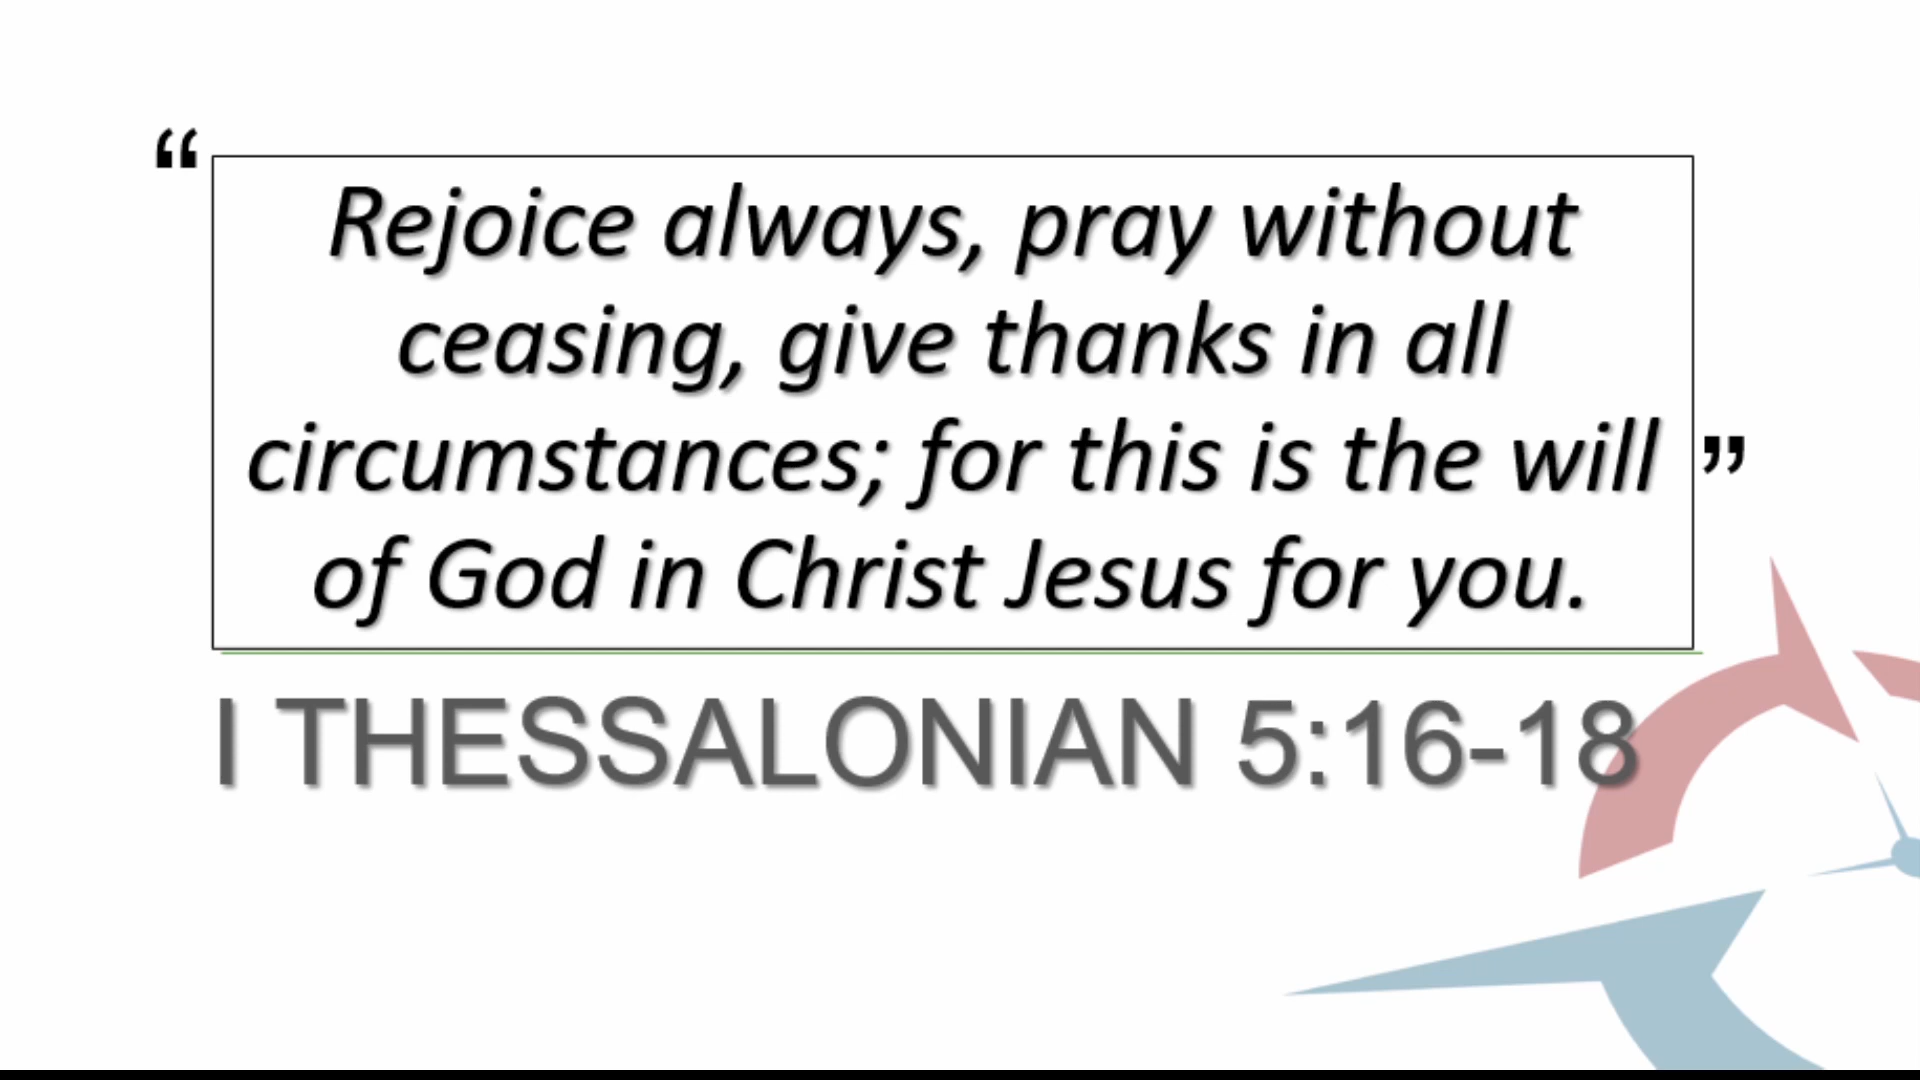 “Rejoice always, pray without
ceasing, give thanks in all
circumstances; for this is the will”
of God in Christ Jesus for you.
I THESSALONIAN 5:16-18